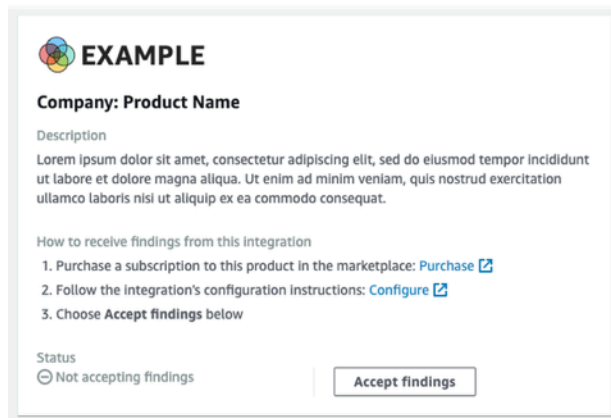 EXAMPLE
Company: Product Name
Description
Lorem ipsum dolor sit amet, consectetur adipiscing elit, sed do eiusmod tempor incididunt
ut labore et dolore magna aliqua. Ut enim ad minim veniam, quis nostrud exercitation
ullamco laboris nisi ut aliquip ex ea commodo consequat.
How to receive findings from this integration
1. Purchase a subscription to this product in the marketplace: Purchase
2. Follow the integration's configuration instructions: Configure
3. Choose Accept findings below
Status
Not accepting findings
Accept findings